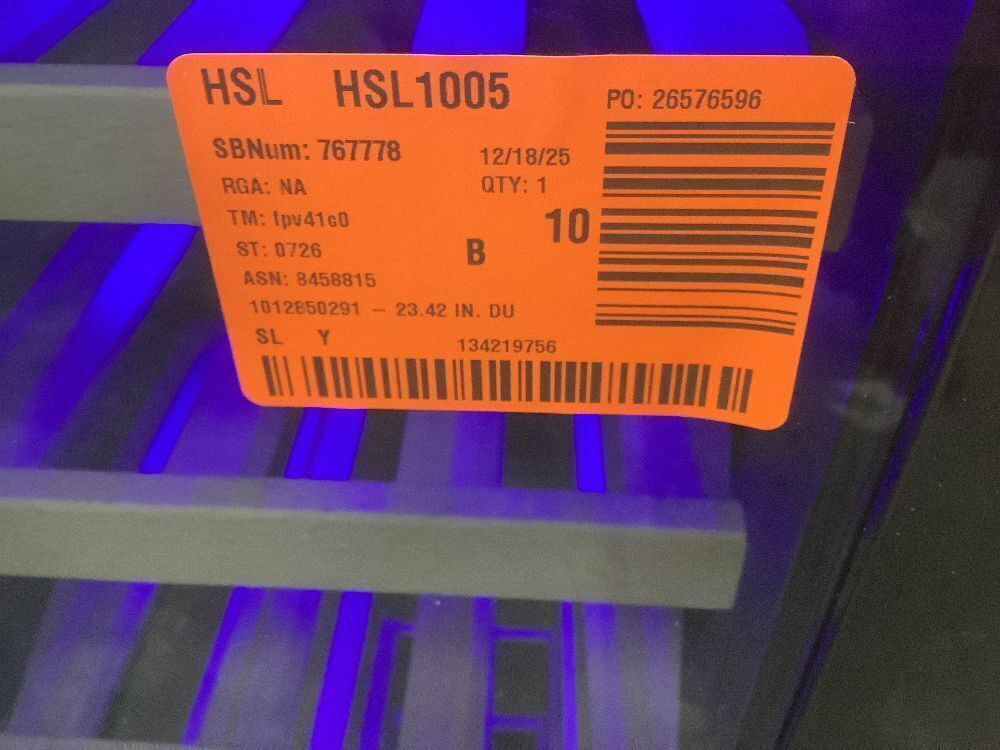 HSL HSL1005
PO: 26576596
SBNum: 767778
12/18/25
RGA: NA
QTY: 1
TM: fpv41c0
10
ST: 0726
B
ASN: 8458815
1012850291 – 23.42 IN. DU
SL Y
134219756